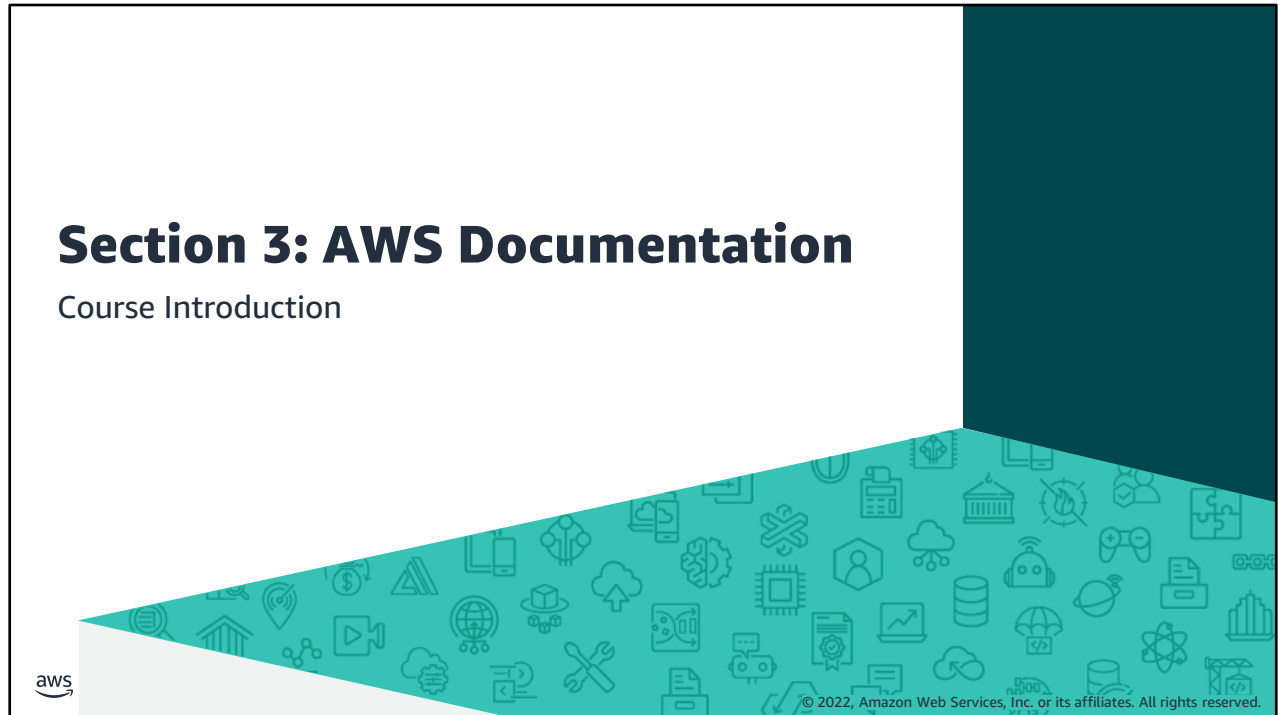 Section 3: AWS Documentation
Course Introduction
aws
© 2022, Amazon Web Services, Inc. or its affiliates. All rights reserved.